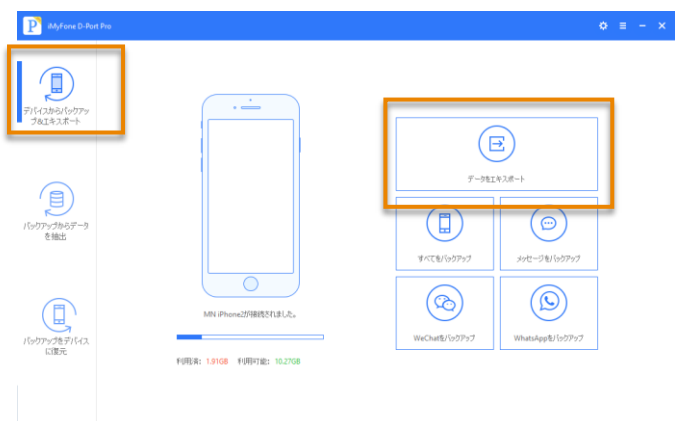 iMyFone D-Port Pro
デバイスからバックアッ
プ&エキスポート
データをエキスポート
バックアップからデータ
を抽出
すべてをバックアップ
メッセージをバックアップ
MN iPhone2が接続されました。
バックアップをデバイス
に復元
WeChatをバックアップ
WhatsAppをバックアップ
利用済: 1.91GB 利用可能: 10.27GB